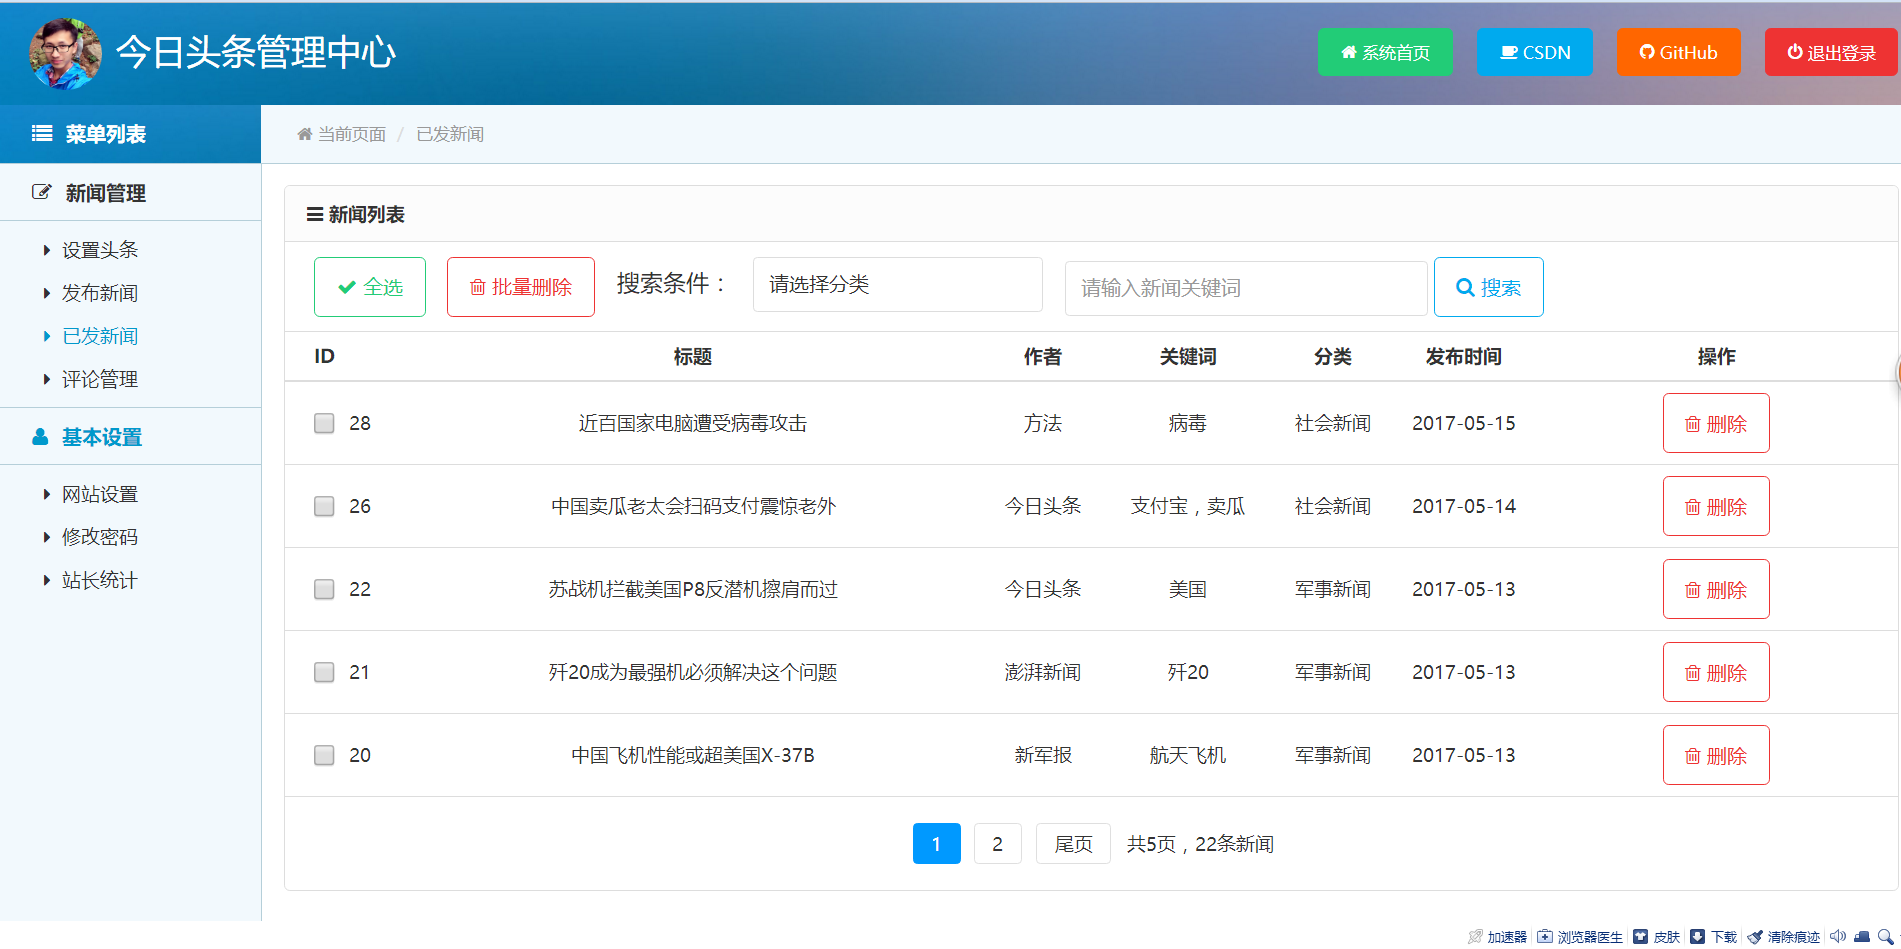 今日头条管理中心
系统首页 CSDN GitHub 退出登录
菜单列表
当前页面 / 已发新闻
新闻管理
设置头条
发布新闻
已发新闻
评论管理
基本设置
网站设置
修改密码
站长统计
新闻列表
全选 批量删除 搜索条件： 请选择分类 请输入新闻关键词 搜索
ID 标题 作者 关键词 分类 发布时间 操作
28 近百国家电脑遭受病毒攻击 方法 病毒 社会新闻 2017-05-15 删除
26 中国卖瓜老太会扫码支付震惊老外 今日头条 支付宝，卖瓜 社会新闻 2017-05-14 删除
22 苏战机拦截美国P8反潜机擦肩而过 今日头条 美国 军事新闻 2017-05-13 删除
21 歼20成为最强机必须解决这个问题 澎湃新闻 歼20 军事新闻 2017-05-13 删除
20 中国飞机性能或超美国X-37B 新军报 航天飞机 军事新闻 2017-05-13 删除
1 2 尾页 共5页，22条新闻
加速器 浏览器医生 皮肤 下载 清除痕迹